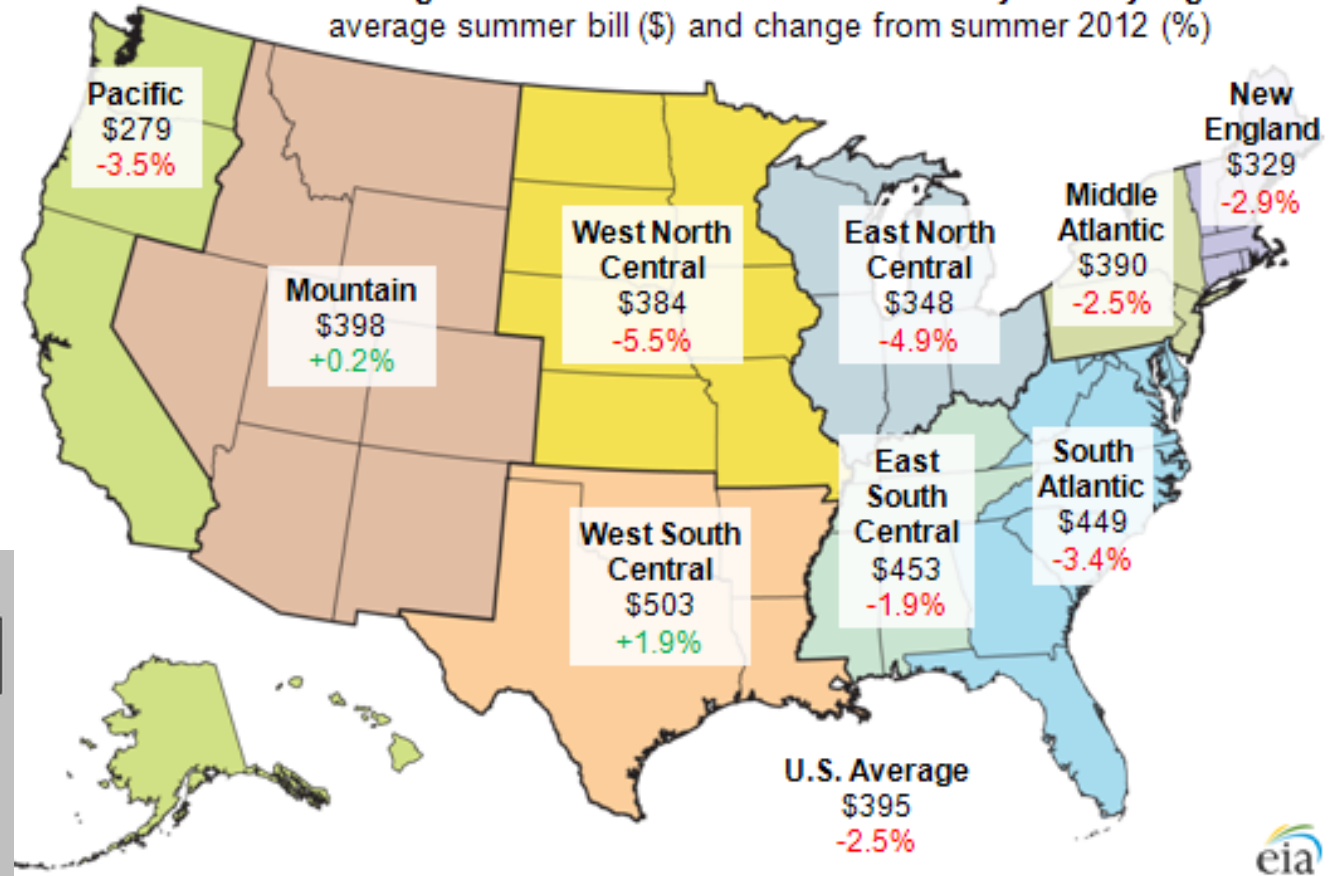 average summer bill ($) and change from summer 2012 (%)
Pacific
$279
-3.5%
Mountain
$398
+0.2%
West North
Central
$384
-5.5%
East North
Central
$348
-4.9%
Middle
Atlantic
$390
-2.5%
New
England
$329
-2.9%
West South
Central
$503
+1.9%
East
South
Central
$453
-1.9%
South
Atlantic
$449
-3.4%
U.S. Average
$395
-2.5%
eia